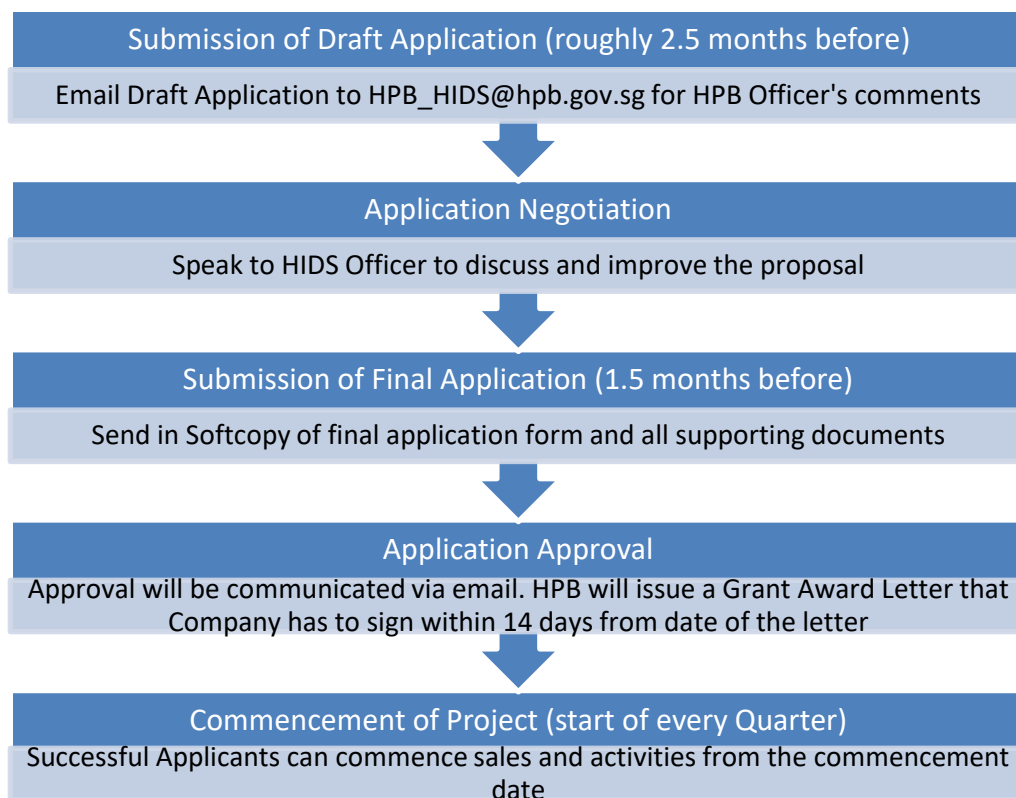 Submission of Draft Application (roughly 2.5 months before)
Email Draft Application to HPB_HIDS@hpb.gov.sg for HPB Officer's comments
Application Negotiation
Speak to HIDS Officer to discuss and improve the proposal
Submission of Final Application (1.5 months before)
Send in Softcopy of final application form and all supporting documents
Application Approval
Approval will be communicated via email. HPB will issue a Grant Award Letter that
Company has to sign within 14 days from date of the letter
Commencement of Project (start of every Quarter)
Successful Applicants can commence sales and activities from the commencement
date